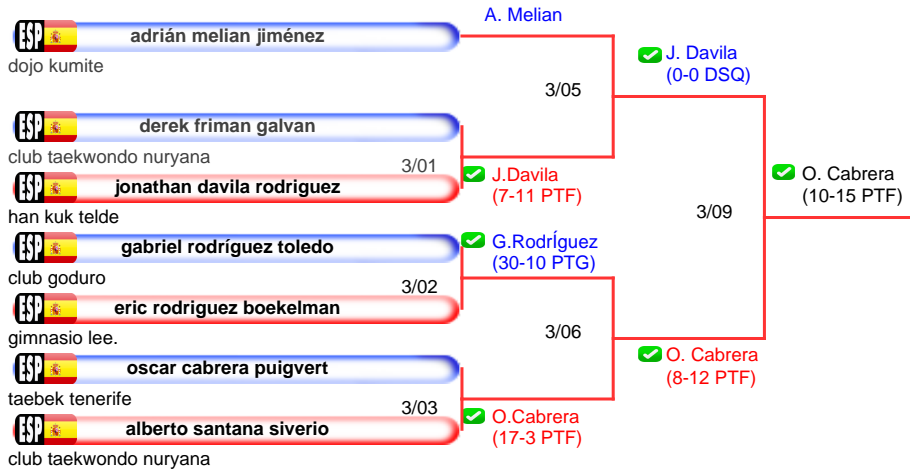 A. Melian
ESP adrián melian jiménez
dojo kumite
J. Davila
(0-0 DSQ)
3/05
ESP derek friman galvan
club taekwondo nuryana
3/01
ESP jonathan davila rodriguez
han kuk telde
J.Davila
(7-11 PTF)
O. Cabrera
(10-15 PTF)
3/09
ESP gabriel rodríguez toledo
club goduro
G.RodrÍguez
(30-10 PTG)
3/02
ESP eric rodriguez boekelman
gimnasio lee.
3/06
ESP oscar cabrera puigvert
taebek tenerife
O. Cabrera
(8-12 PTF)
3/03
ESP alberto santana siverio
club taekwondo nuryana
O.Cabrera
(17-3 PTF)